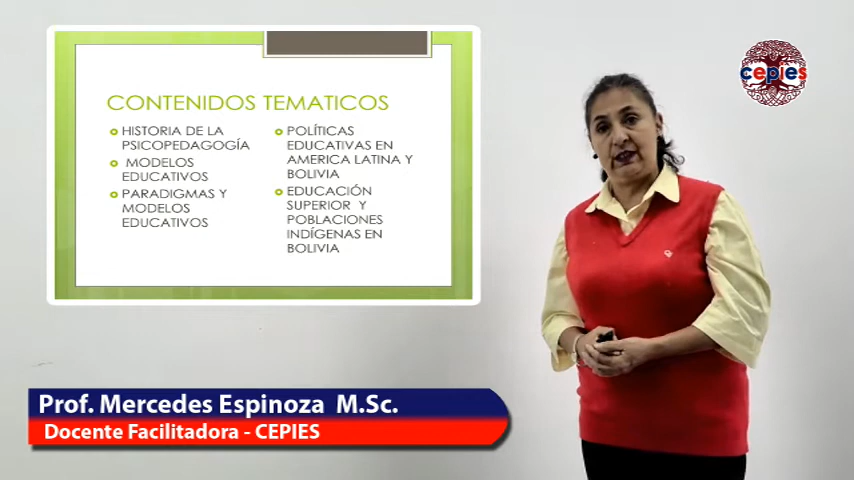 CONTENIDOS TEMATICOS
HISTORIA DE LA
PSICOPEDAGOGÍA
MODELOS
EDUCATIVOS
PARADIGMAS Y
MODELOS
EDUCATIVOS
POLÍTICAS
EDUCATIVAS EN
AMERICA LATINA Y
BOLIVIA
EDUCACIÓN
SUPERIOR Y
POBLACIONES
INDÍGENAS EN
BOLIVIA
cepies
Prof. Mercedes Espinoza M.Sc.
Docente Facilitadora - CEPIES